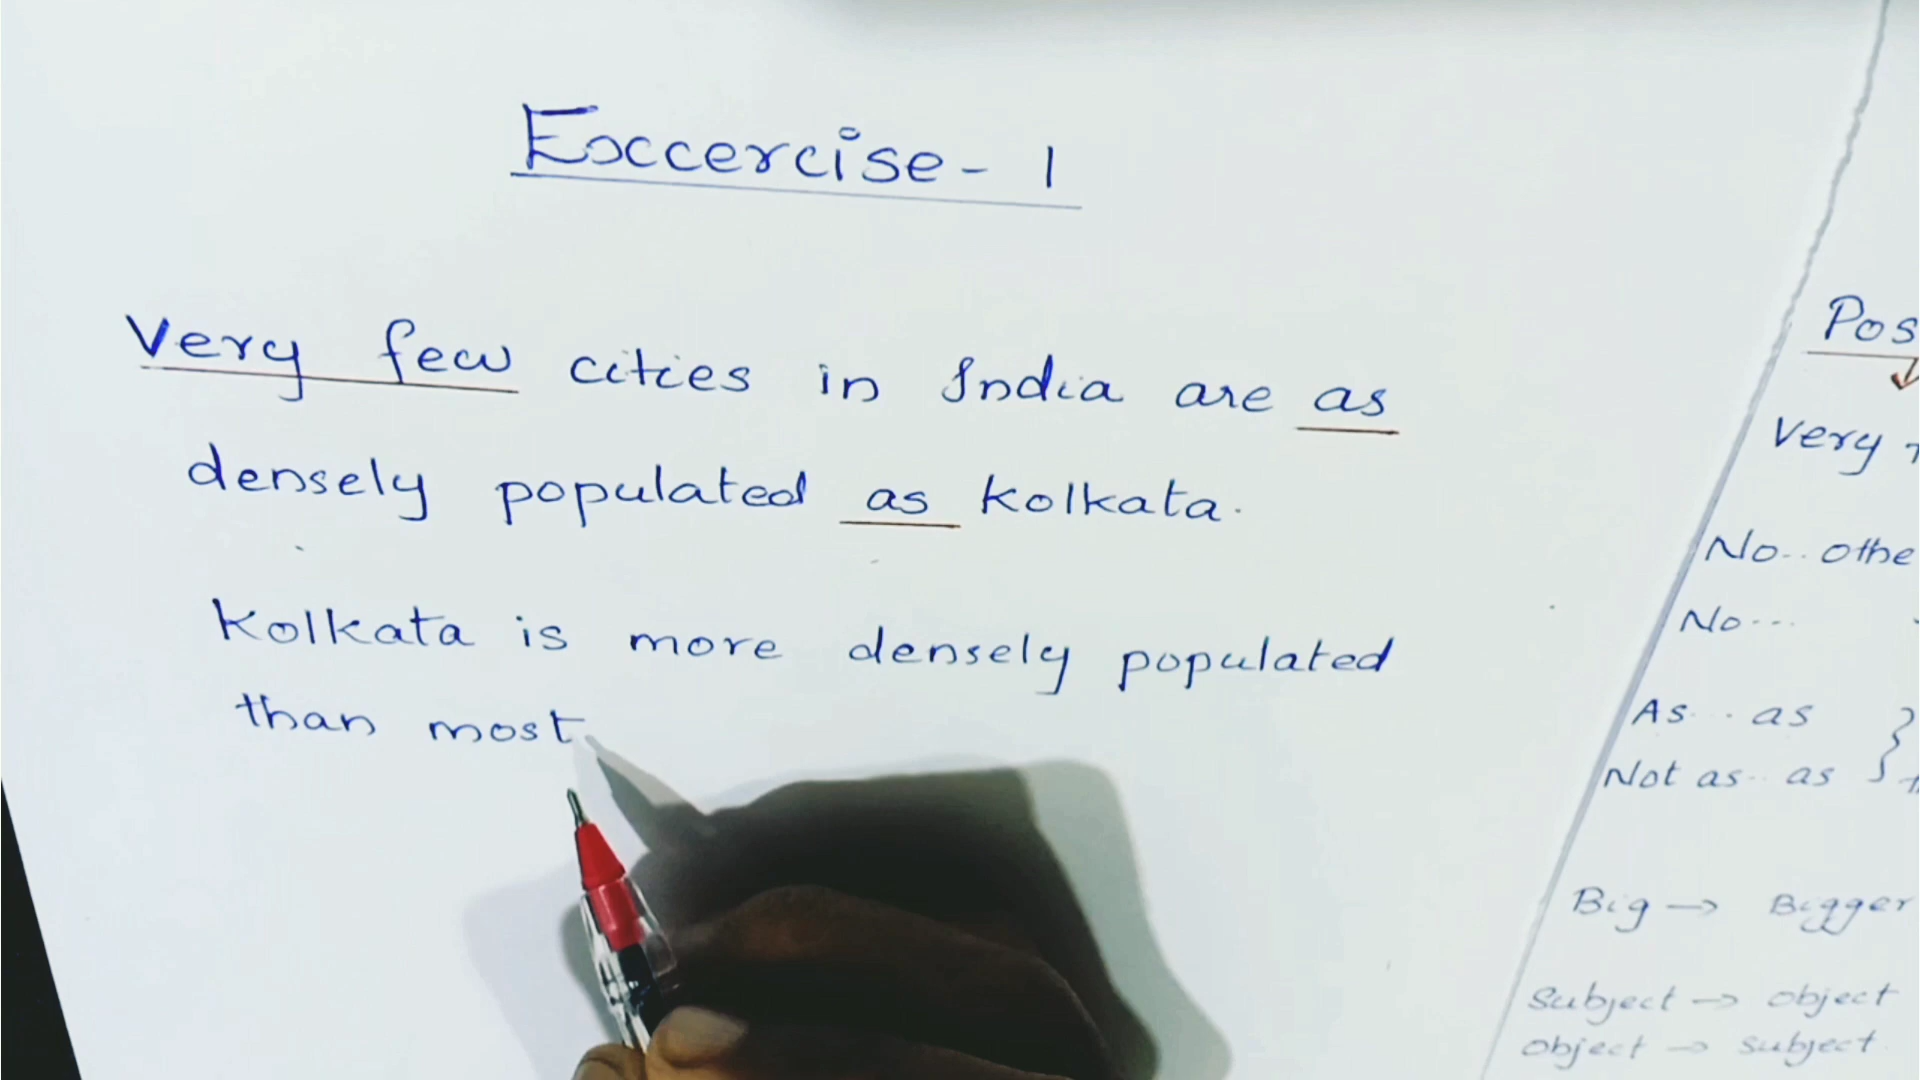 Exccercise - 1
Very few cities in India are as
densely populated as Kolkata.
Kolkata is more densely populated
than most
Pos
Very
No.. othe
No...
As... as
Not as.. as
Big → Bigger
Subject → object
object → subject